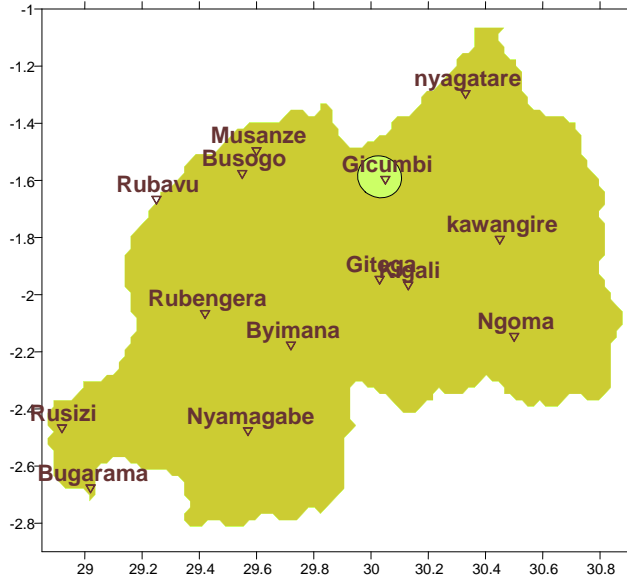 -1
-1.2
-1.4
-1.6
-1.8
-2
-2.2
-2.4
-2.6
-2.8
nyagatare
Musanze
Busogo
Gicumbi
Rubavu
kawangire
Gitega
Kigali
Rubengera
Ngoma
Byimana
Rusizi
Nyamagabe
Bugarama
29 29.2 29.4 29.6 29.8 30 30.2 30.4 30.6 30.8